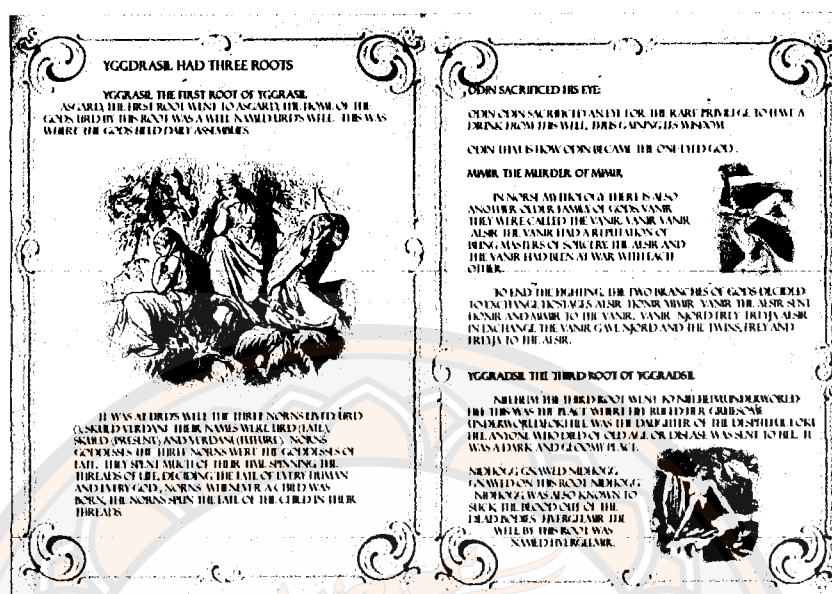 YGGDRASIL HAD THREE ROOTS
YGGRASIL THE FIRST ROOT OF YGGRASIL
ASGARD, THE FIRST ROOT WENT TO ASGARD, THE HOME OF THE
GODS URD BY THIS ROOT WAS A WELL NAMED URD'S WELL. THIS WAS
WHERE THE GODS HELD DAILY ASSEMBLIES.
IT WAS AT URD'S WELL THE THREE NORNS LIVED: URD
(), SKULD VERDANI THEIR NAMES WERE URD (FATE),
SKULD (PRESENT) AND VERDANI (FUTURE). NORNS
GODDESSES THE THREE NORNS WERE THE GODDESSES OF
FATE. THEY SPENT MUCH OF THEIR TIME SPINNING THE
THREADS OF LIFE, DECIDING THE FATE OF EVERY HUMAN
AND EVERY GOD, NORNS. WHENEVER A CHILD WAS
BORN, THE NORNS SPUN THE FATE OF THE CHILD IN THEIR
THREADS.
ODIN SACRIFICED HIS EYE:
ODIN ODIN SACRIFICED AN EYE FOR THE RARE PRIVILEGE TO HAVE A
DRINK FROM THIS WELL, THUS GAINING ITS WISDOM
ODIN THAT IS HOW ODIN BECAME THE ONE-EYED GOD.
MIMIR THE MURDER OF MIMIR
IN NORSE MYTHOLOGY THERE IS ALSO
ANOTHER OLDER FAMILY OF GODS. VANIR
THEY WERE CALLED THE VANIR. VANIR VANIR
ALSIR THE VANIR HAD A REPUTATION OF
BEING MASTERS OF SORCERY. THE ALSIR AND
THE VANIR HAD BEEN AT WAR WITH EACH
OTHER.
TO END THE FIGHTING, THE TWO BRANCHES OF GODS DECIDED
TO EXCHANGE HOSTAGES. ALSIR HONIR MIMIR VANIR THE ALSIR SENT
HONIR AND MIMIR TO THE VANIR. VANIR NJORD FREY FREYJA ALSIR
IN EXCHANGE THE VANIR GAVE NJORD AND THE TWINS, FREY AND
FREYJA TO THE ALSIR.
YGGRADSIL THE THIRD ROOT OF YGGRADSIL
NIFLHEIM THE THIRD ROOT WENT TO NIFLHEIM(UNDERWORLD)
HEL THIS WAS THE PLACE WHERE HEL RULED HER GRUESOME
UNDERWORLD.LOKI HEL WAS THE DAUGHTER OF THE DESPITEFUL LOKI
HEL ANYONE WHO DIED OF OLD AGE OR DISEASE WAS SENT TO HEL. IT
WAS A DARK AND GLOOMY PLACE.
NIDHOGG GNAWED NIDHOGG
GNAWED ON THIS ROOT. NIDHOGG
NIDHOGG WAS ALSO KNOWN TO
SUCK THE BLOOD OUT OF THE
DEAD BODIES. HVERGELMIR THE
WELL BY THIS ROOT WAS
NAMED HVERGELMIR.